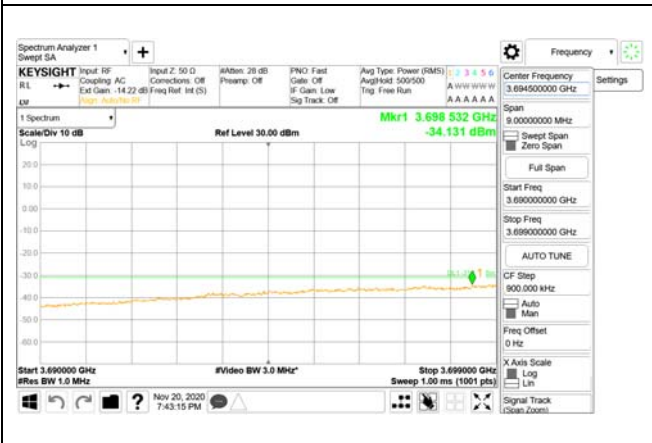 Spectrum Analyzer 1
Swept SA
Frequency
KEYSIGHT
RL
Input: RF
Coupling: AC
Ext Gain: -14.22 dB
Align: Auto/No RF
Input Z: 50 Ω
Corrections: Off
Freq Ref: Int (S)
#Atten: 28 dB
Preamp: Off
PNO: Fast
Gate: Off
IF Gain: Low
Sig Track: Off
Avg Type: Power (RMS)
Avg|Hold: 500/500
Trig: Free Run
1 2 3 4 5 6
A W W W W W
A A A A A A
1 Spectrum
Scale/Div 10 dB
Log
Ref Level 30.00 dBm
Mkr1 3.698 532 GHz
-34.131 dBm
20.0
10.0
0.00
-10.0
-20.0
-30.0
-40.0
-50.0
-60.0
1
Start 3.690000 GHz
#Res BW 1.0 MHz
#Video BW 3.0 MHz*
Stop 3.699000 GHz
Sweep 1.00 ms (1001 pts)
Nov 20, 2020
7:43:15 PM
Center Frequency
3.694500000 GHz
Settings
Span
9.00000000 MHz
Swept Span
Zero Span
Full Span
Start Freq
3.690000000 GHz
Stop Freq
3.699000000 GHz
AUTO TUNE
CF Step
900.000 kHz
Auto
Man
Freq Offset
0 Hz
X Axis Scale
Log
Lin
Signal Track
(Span Zoom)